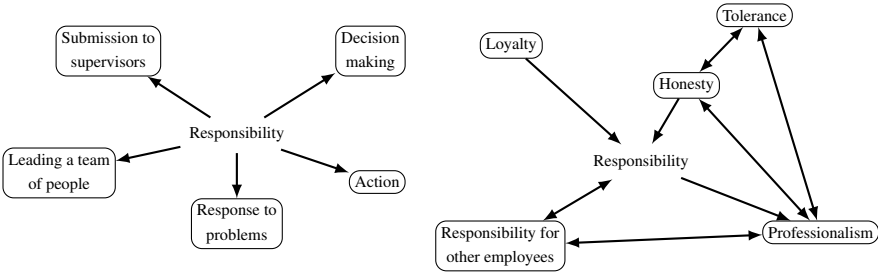 Submission to
supervisors
Decision
making
Responsibility
Leading a team
of people
Action
Response to
problems
Tolerance
Loyalty
Honesty
Responsibility
Responsibility for
other employees
Professionalism